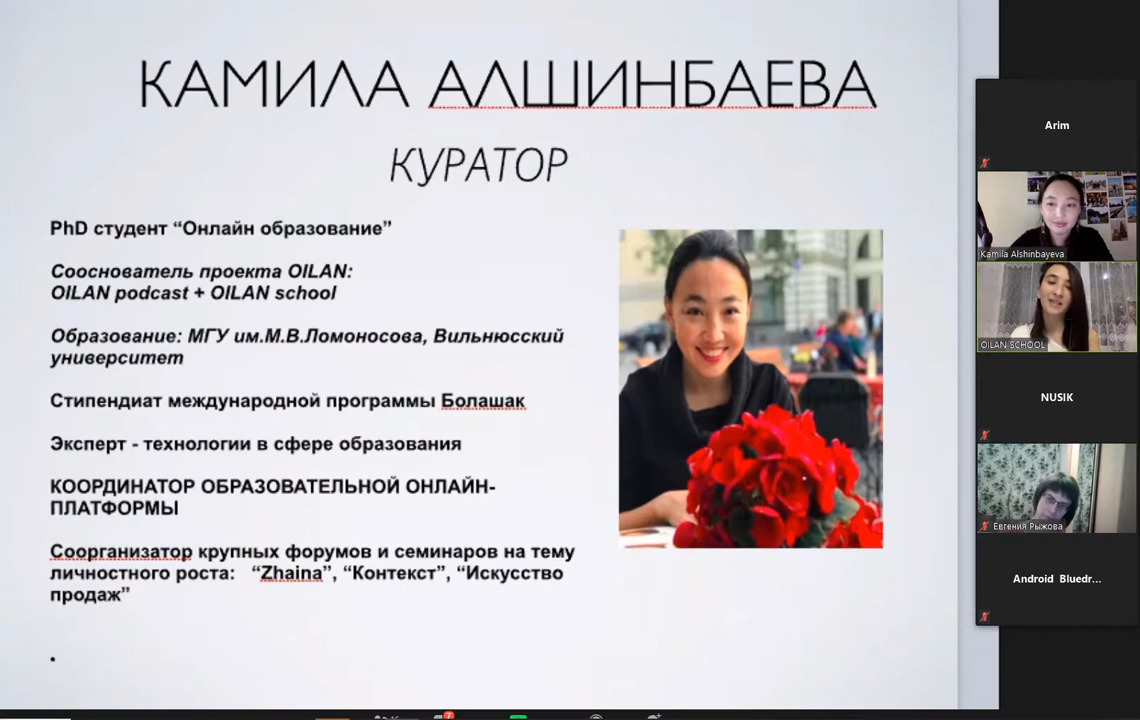 КАМИЛА АЛШИНБАЕВА
КУРАТОР
PhD студент “Онлайн образование”
Сооснователь проекта OILAN:
OILAN podcast + OILAN school
Образование: МГУ им.М.В.Ломоносова, Вильнюсский
университет
Стипендиат международной программы Болашак
Эксперт - технологии в сфере образования
КООРДИНАТОР ОБРАЗОВАТЕЛЬНОЙ ОНЛАЙН-
ПЛАТФОРМЫ
Соорганизатор крупных форумов и семинаров на тему
личностного роста: “Zhaina”, “Контекст”, “Искусство
продаж”
Arim
Kamila Alshinbayeva
OILAN SCHOOL
NUSIK
Евгения Рыжова
Android Bluedr...
7